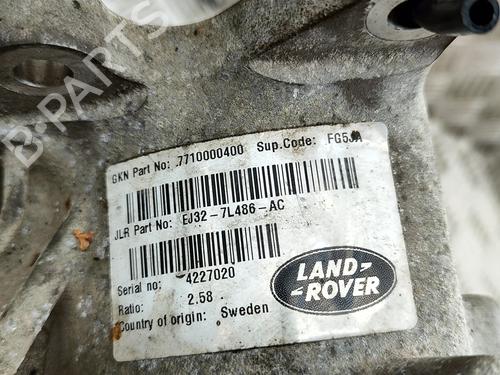 B-PARTS
GKN Part No: 7710000400 Sup.Code: FG5JA
JLR Part No: EJ32-7L486-AC
Serial no: 4227020
Ratio: 2.58
Country of origin: Sweden
LAND-
-ROVER